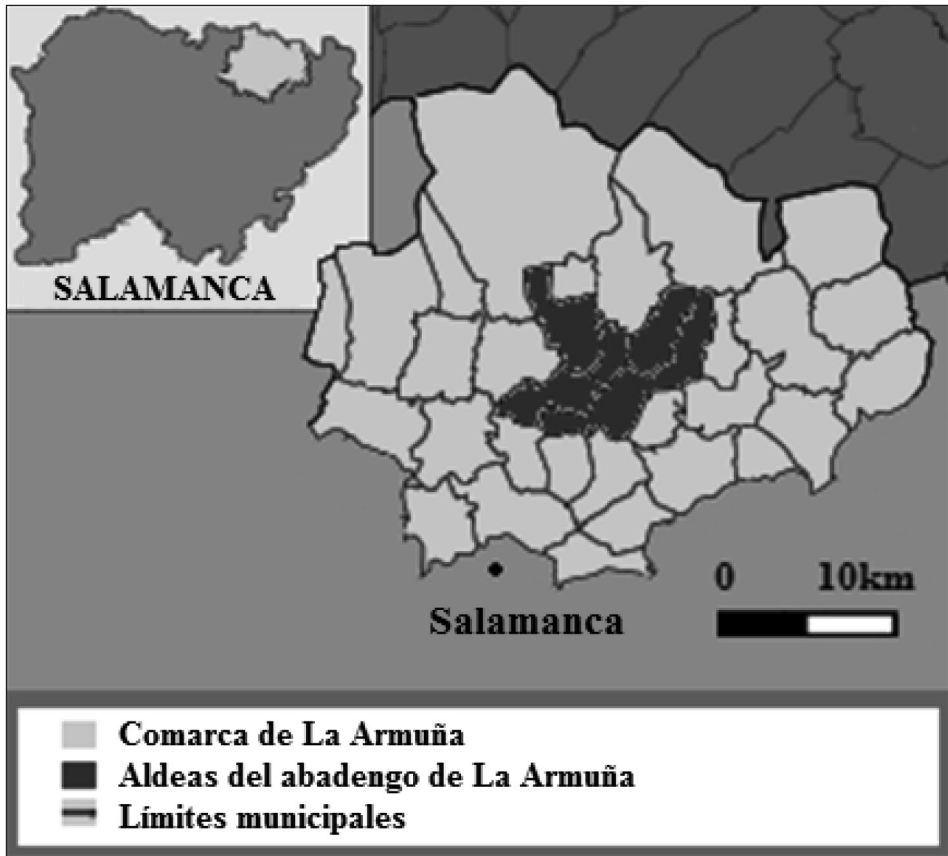 SALAMANCA
0 10km
Salamanca
Comarca de La Armuña
Aldeas del abadengo de La Armuña
Límites municipales